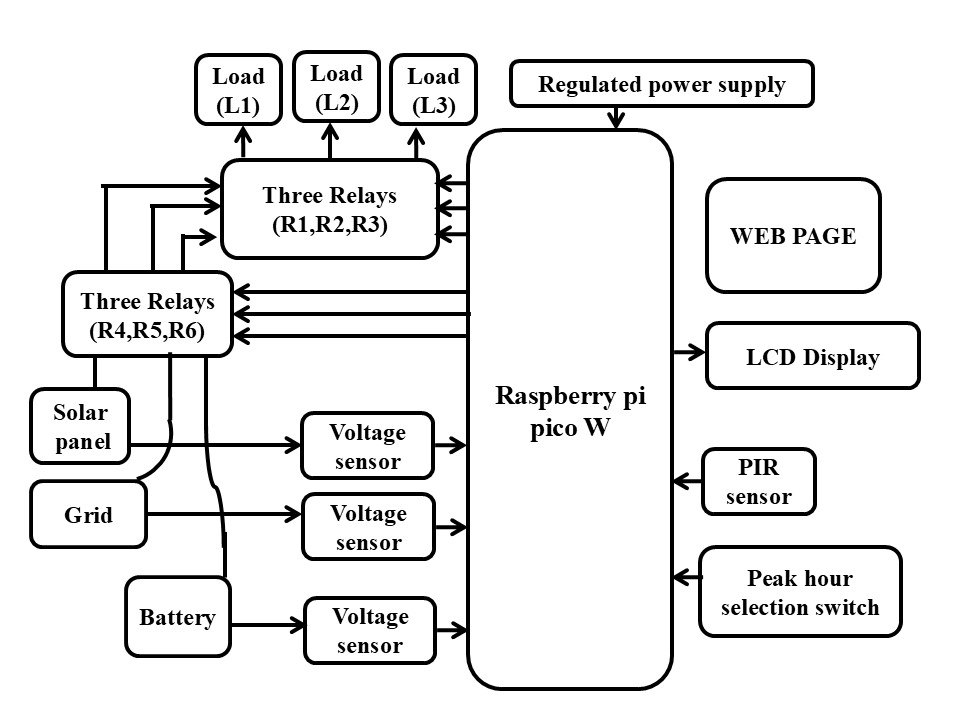 Load
(L1)
Load
(L2)
Load
(L3)
Regulated power supply
Three Relays
(R1,R2,R3)
WEB PAGE
Three Relays
(R4,R5,R6)
LCD Display
Raspberry pi
pico W
Solar
panel
Voltage
sensor
PIR
sensor
Grid
Voltage
sensor
Peak hour
selection switch
Battery
Voltage
sensor